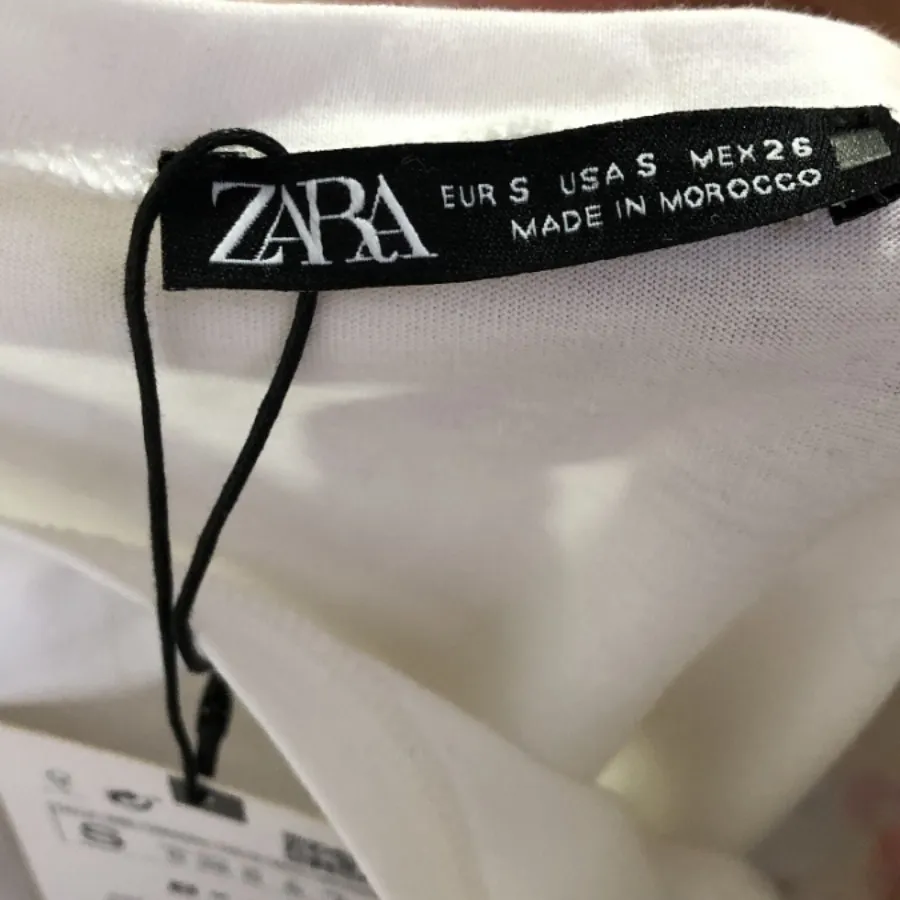 ZARA
EUR S USA S MEX 26
MADE IN MOROCCO
S